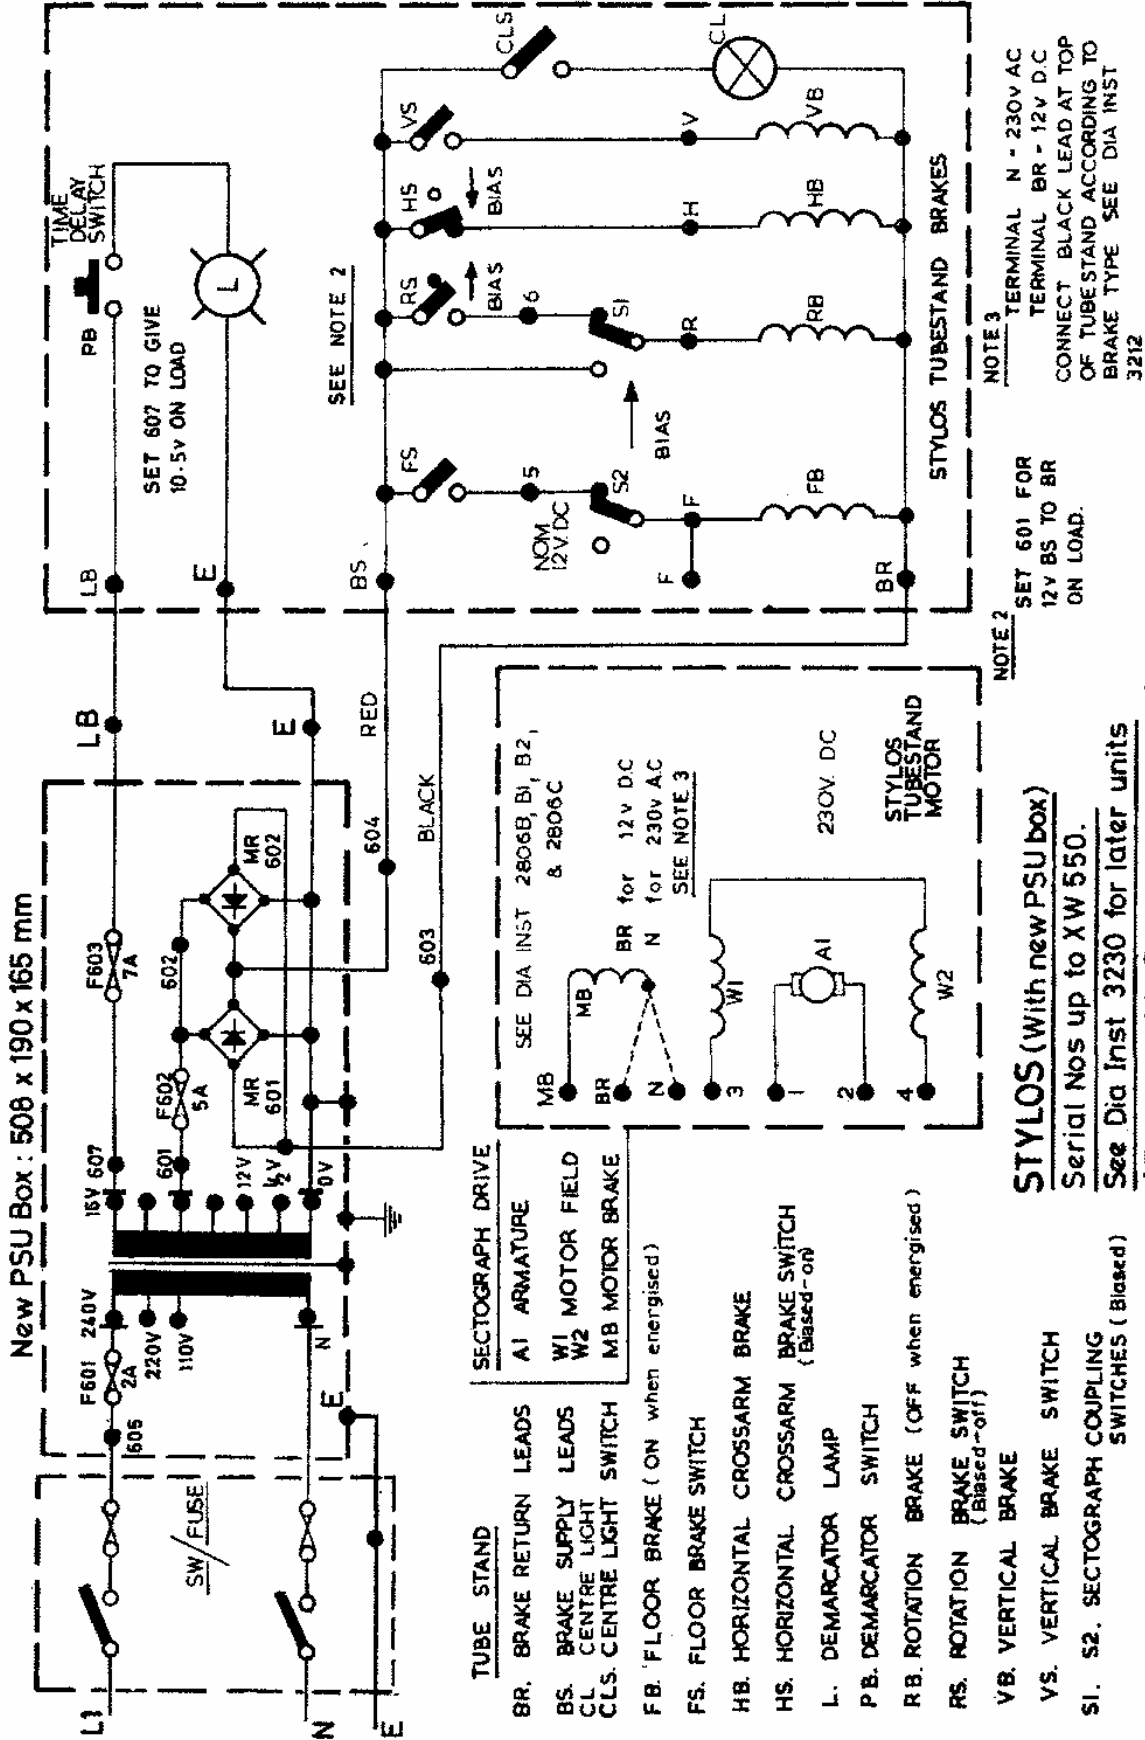 New PSU Box : 508 x 190 x 165 mm
L1
N
E
SW/FUSE
605
F601
2A
240V
220V
110V
N
E
16V
607
601
12V
½V
0V
F602
5A
F603
7A
602
MR
601
MR
602
LB
E
604
RED
603
BLACK
LB
E
BS
BR
PB
TIME
DELAY
SWITCH
SET 607 TO GIVE
10·5V ON LOAD
L
SEE NOTE 2
FS
5
NOM
12V.DC
S2
F
F
FB
BIAS
RS
BIAS
6
S1
R
RB
HS
BIAS
H
HB
VS
V
VB
CLS
CL
STYLOS TUBESTAND BRAKES
SECTOGRAPH DRIVE
A1 ARMATURE
W1
W2 MOTOR FIELD
MB MOTOR BRAKE
SEE DIA INST 2806B, B1, B2,
& 2806C
MB
BR
N
3
1
2
4
MB
BR for 12V D.C
N for 230V A.C
SEE NOTE 3
W1
A1
W2
230V. DC
STYLOS
TUBESTAND
MOTOR
TUBE STAND
BR. BRAKE RETURN LEADS
BS. BRAKE SUPPLY LEADS
CL. CENTRE LIGHT
CLS. CENTRE LIGHT SWITCH
FB. FLOOR BRAKE (ON when energised)
FS. FLOOR BRAKE SWITCH
HB. HORIZONTAL CROSSARM BRAKE
HS. HORIZONTAL CROSSARM BRAKE SWITCH
(Biased-on)
L. DEMARCATOR LAMP
PB. DEMARCATOR SWITCH
RB. ROTATION BRAKE (OFF when energised)
RS. ROTATION BRAKE SWITCH
(Biased-off)
VB. VERTICAL BRAKE
VS. VERTICAL BRAKE SWITCH
S1. S2. SECTOGRAPH COUPLING
SWITCHES (Biased)
NOTE 2
SET 601 FOR
12V BS TO BR
ON LOAD.
NOTE 3
TERMINAL N - 230V AC
TERMINAL BR - 12V D.C
CONNECT BLACK LEAD AT TOP
OF TUBESTAND ACCORDING TO
BRAKE TYPE SEE DIA INST
3212
STYLOS (With new PSU box)
Serial Nos up to XW 550.
See Dia Inst 3230 for later units